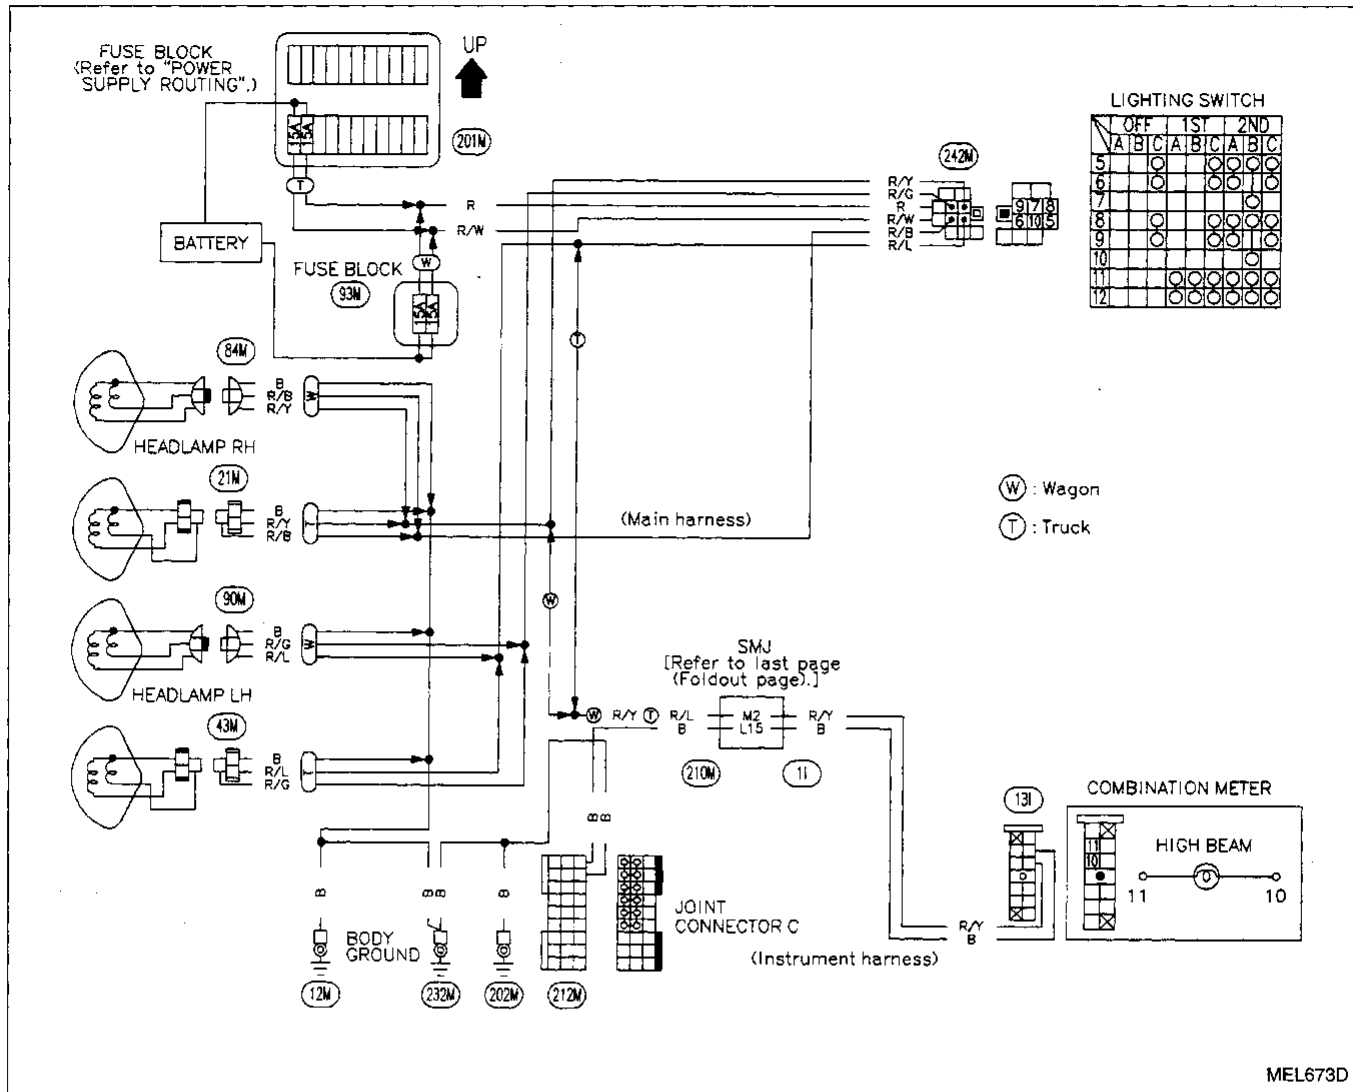 FUSE BLOCK
(Refer to "POWER
SUPPLY ROUTING".)
UP
201M
T
BATTERY
R
R/W
W
FUSE BLOCK
93M
242M
R/Y
R/G
R
R/W
R/B
R/L
9 7 8
6 10 5
LIGHTING SWITCH
OFF 1ST 2ND
A B C A B C A B C
5
6
7
8
9
10
11
12
84M
B
R/B
R/Y
W
HEADLAMP RH
21M
B
R/Y
R/B
T
T
(Main harness)
W : Wagon
T : Truck
90M
B
R/G
R/L
W
W
HEADLAMP LH
43M
B
R/L
R/G
T
SMJ
[Refer to last page
(Foldout page).]
W R/Y T R/L M2 R/Y
B L15 B
210M 1I
13I
COMBINATION METER
11
10
HIGH BEAM
11 10
B B
B B B B
JOINT
CONNECTOR C
BODY
GROUND
R/Y
B
(Instrument harness)
12M 232M 202M 212M
MEL673D